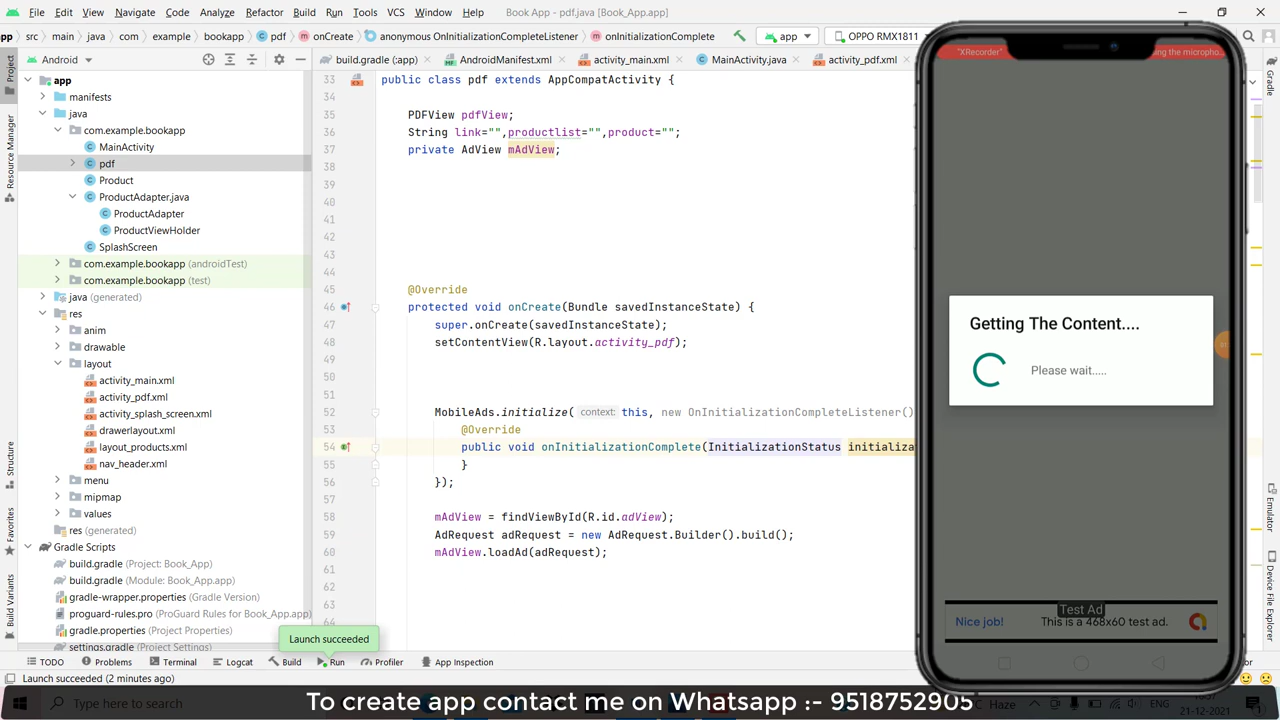 File Edit View Navigate Code Analyze Refactor Build Run Tools VCS Window Help Book App - pdf.java [Book_App.app]
pp src main java com example bookapp pdf onCreate anonymous OnInitializationCompleteListener onInitializationComplete app OPPO RMX1811
Android build.gradle (:app) AndroidManifest.xml activity_main.xml MainActivity.java activity_pdf.xml
Project
Resource Manager
Structure
Favorites
Build Variants
app
manifests
java
com.example.bookapp
MainActivity
pdf
Product
ProductAdapter.java
ProductAdapter
ProductViewHolder
SplashScreen
com.example.bookapp (androidTest)
com.example.bookapp (test)
java (generated)
res
anim
drawable
layout
activity_main.xml
activity_pdf.xml
activity_splash_screen.xml
drawerlayout.xml
layout_products.xml
nav_header.xml
menu
mipmap
values
res (generated)
Gradle Scripts
build.gradle (Project: Book_App)
build.gradle (Module: Book_App.app)
gradle-wrapper.properties (Gradle Version)
proguard-rules.pro (ProGuard Rules for Book_App.app)
gradle.properties (Project Properties)
settings.gradle
Launch succeeded
33 public class pdf extends AppCompatActivity {
34
35 PDFView pdfView;
36 String link="",productlist="",product="";
37 private AdView mAdView;
38
39
40
41
42
43
44
45 @Override
46 protected void onCreate(Bundle savedInstanceState) {
47 super.onCreate(savedInstanceState);
48 setContentView(R.layout.activity_pdf);
49
50
51
52 MobileAds.initialize( context: this, new OnInitializationCompleteListener()
53 @Override
54 public void onInitializationComplete(InitializationStatus initializa
55 }
56 });
57
58 mAdView = findViewById(R.id.adView);
59 AdRequest adRequest = new AdRequest.Builder().build();
60 mAdView.loadAd(adRequest);
61
62
63
64
"XRecorder"
Getting The Content....
Please wait.....
Test Ad
Nice job! This is a 468x60 test ad.
Gradle
Emulator
Device File Explorer
TODO Problems Terminal Logcat Build Run Profiler App Inspection
Launch succeeded (2 minutes ago)
Type here to search
Haze
21-12-2021
To create app contact me on Whatsapp :- 9518752905